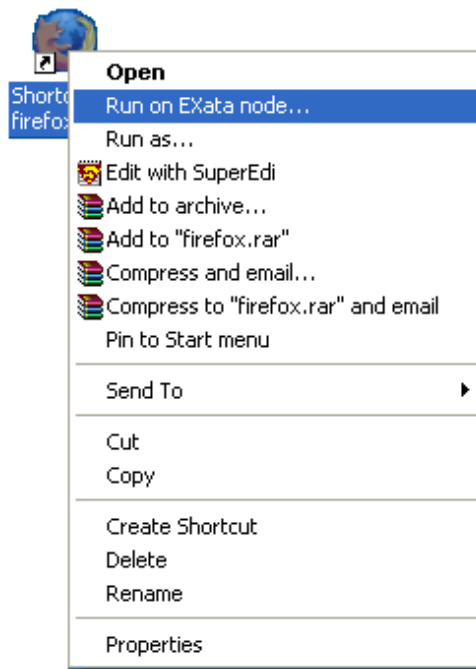 Open
Shortc
Run on EXata node...
firefox
Run as...
Edit with SuperEdi
Add to archive...
Add to "firefox.rar"
Compress and email...
Compress to "firefox.rar" and email
Pin to Start menu
Send To
Cut
Copy
Create Shortcut
Delete
Rename
Properties